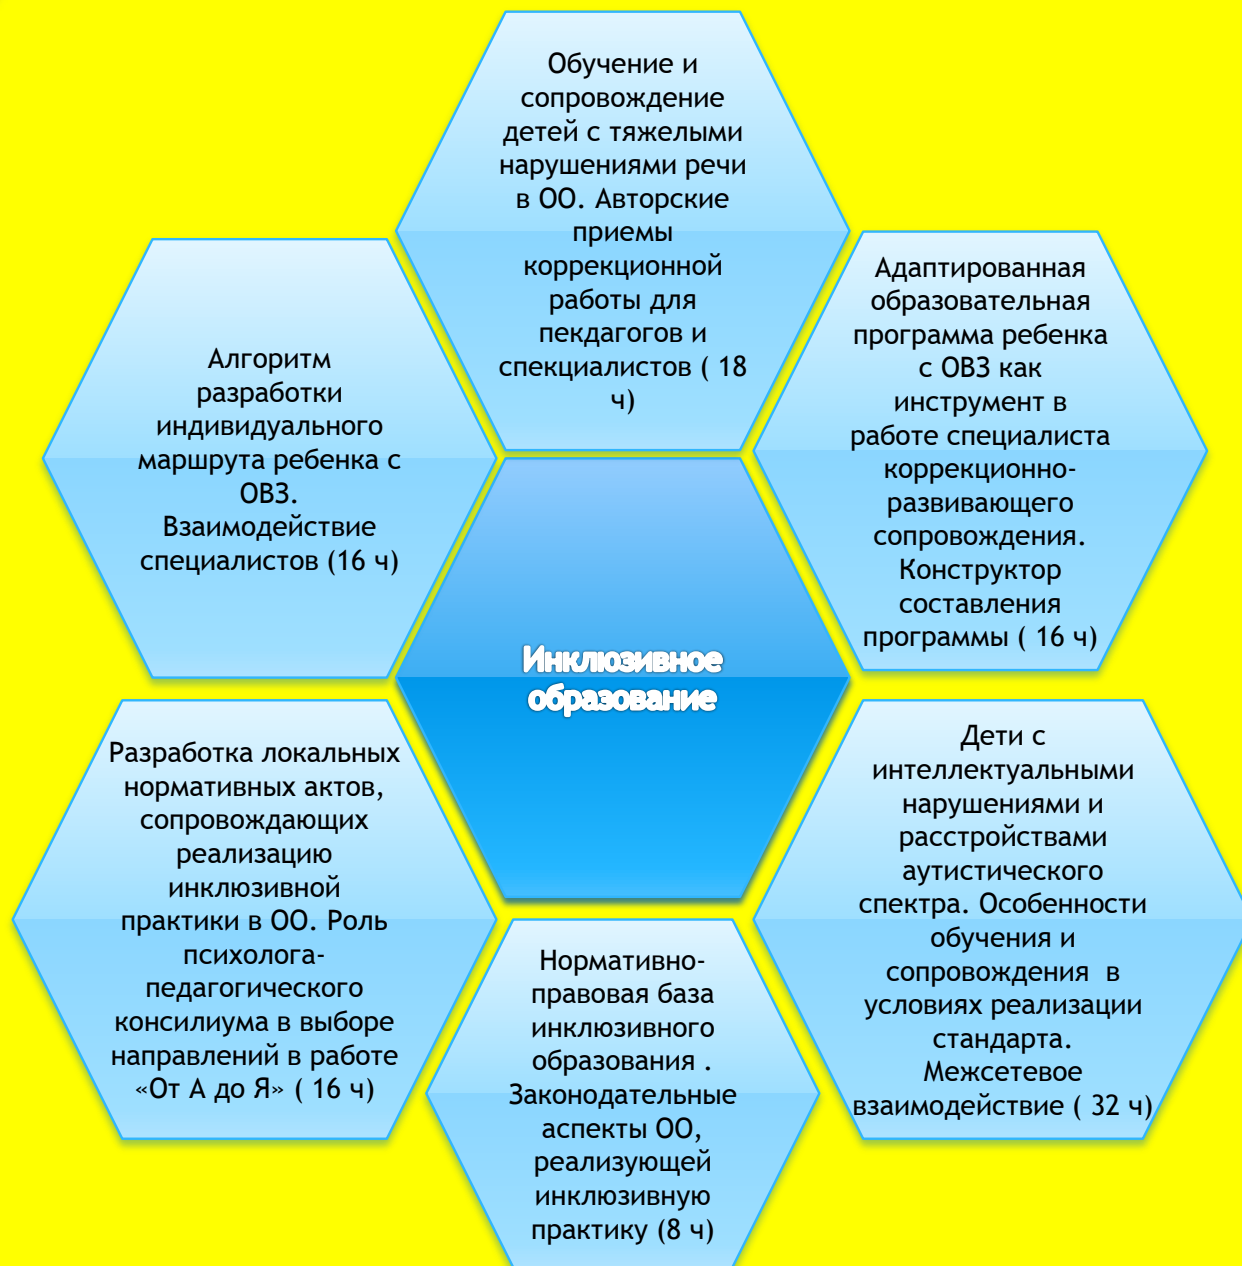 Обучение и
сопровождение
детей с тяжелыми
нарушениями речи
в ОО. Авторские
приемы
коррекционной
работы для
пекдагогов и
спекциалистов ( 18
ч)
Адаптированная
образовательная
программа ребенка
с ОВЗ как
инструмент в
работе специалиста
коррекционно-
развивающего
сопровождения.
Конструктор
составления
программы ( 16 ч)
Алгоритм
разработки
индивидуального
маршрута ребенка с
ОВЗ.
Взаимодействие
специалистов (16 ч)
Инклюзивное
образование
Разработка локальных
нормативных актов,
сопровождающих
реализацию
инклюзивной
практики в ОО. Роль
психолога-
педагогического
консилиума в выборе
направлений в работе
«От А до Я» ( 16 ч)
Дети с
интеллектуальными
нарушениями и
расстройствами
аутистического
спектра. Особенности
обучения и
сопровождения  в
условиях реализации
стандарта.
Межсетевое
взаимодействие ( 32 ч)
Нормативно-
правовая база
инклюзивного
образования .
Законодательные
аспекты ОО,
реализующей
инклюзивную
практику (8 ч)